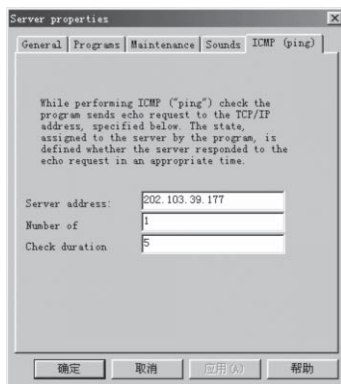 Server properties
General Programs Maintenance Sounds ICMP (ping)
While performing ICMP ("ping") check the
program sends echo request to the TCP/IP
address, specified below. The state,
assigned to the server by the program, is
defined whether the server responded to the
echo request in an appropriate time.
Server address: 202.103.39.177
Number of 1
Check duration 5
确定 取消 应用(A) 帮助